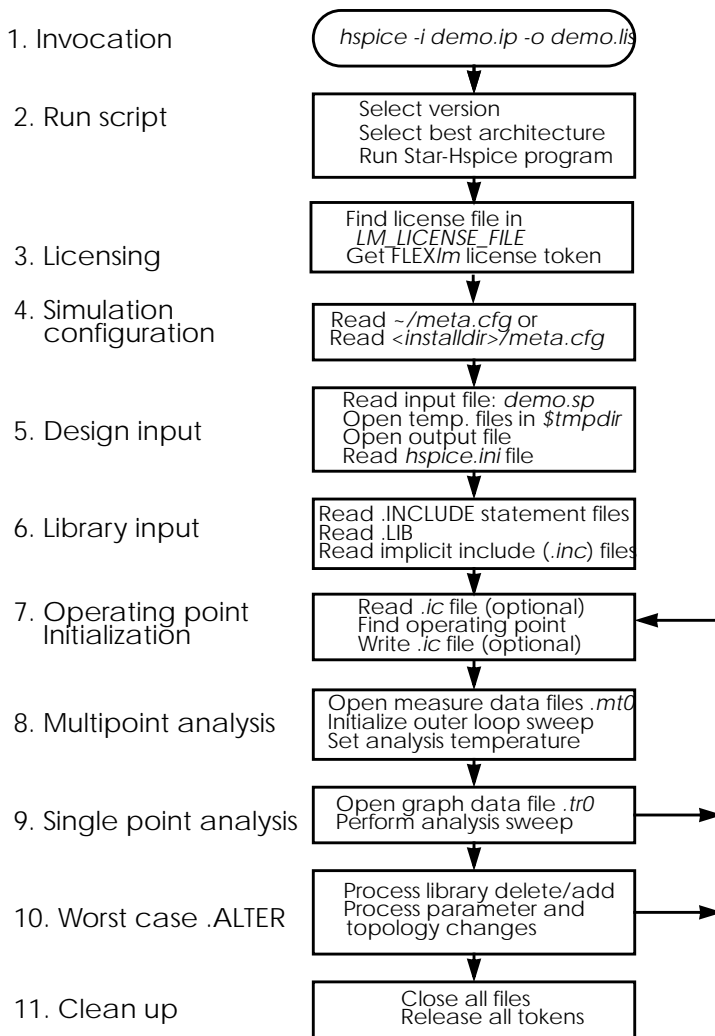 1. Invocation
hspice -i demo.ip -o demo.lis
2. Run script
Select version
Select best architecture
Run Star-Hspice program
3. Licensing
Find license file in
LM_LICENSE_FILE
Get FLEXlm license token
4. Simulation
configuration
Read ~/meta.cfg or
Read <installdir>/meta.cfg
5. Design input
Read input file: demo.sp
Open temp. files in $tmpdir
Open output file
Read hspice.ini file
6. Library input
Read .INCLUDE statement files
Read .LIB
Read implicit include (.inc) files
7. Operating point
Initialization
Read .ic file (optional)
Find operating point
Write .ic file (optional)
8. Multipoint analysis
Open measure data files .mt0
Initialize outer loop sweep
Set analysis temperature
9. Single point analysis
Open graph data file .tr0
Perform analysis sweep
10. Worst case .ALTER
Process library delete/add
Process parameter and
topology changes
11. Clean up
Close all files
Release all tokens